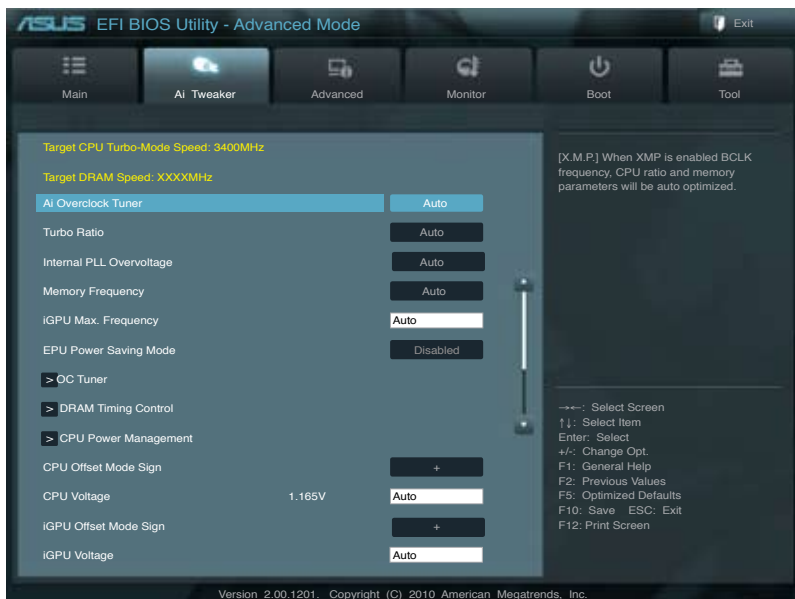 ASUS EFI BIOS Utility - Advanced Mode
Exit
Main
Ai Tweaker
Advanced
Monitor
Boot
Tool
Target CPU Turbo-Mode Speed: 3400MHz
Target DRAM Speed: XXXXMHz
Ai Overclock Tuner Auto
Turbo Ratio Auto
Internal PLL Overvoltage Auto
Memory Frequency Auto
iGPU Max. Frequency Auto
EPU Power Saving Mode Disabled
> OC Tuner
> DRAM Timing Control
> CPU Power Management
CPU Offset Mode Sign +
CPU Voltage 1.165V Auto
iGPU Offset Mode Sign +
iGPU Voltage Auto
[X.M.P.] When XMP is enabled BCLK
frequency, CPU ratio and memory
parameters will be auto optimized.
→←: Select Screen
↑↓: Select Item
Enter: Select
+/-: Change Opt.
F1: General Help
F2: Previous Values
F5: Optimized Defaults
F10: Save ESC: Exit
F12: Print Screen
Version 2.00.1201. Copyright (C) 2010 American Megatrends, Inc.